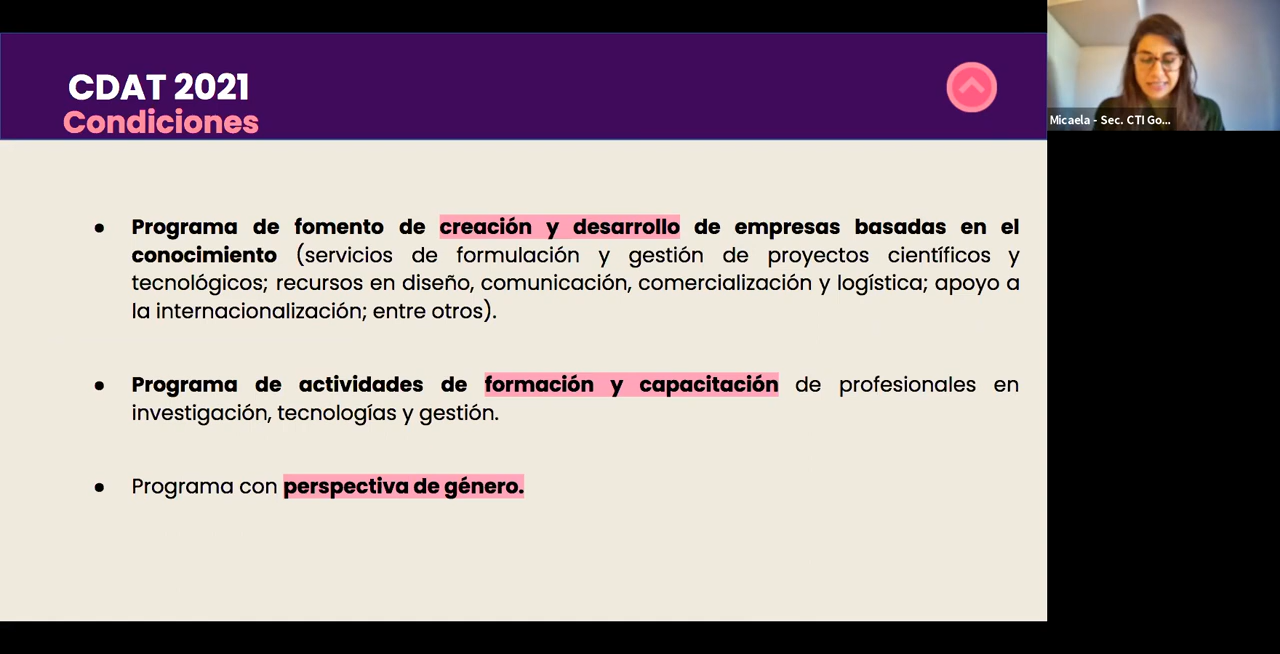 CDAT 2021
Condiciones
Micaela - Sec. CTI Go...
● Programa de fomento de creación y desarrollo de empresas basadas en el
conocimiento (servicios de formulación y gestión de proyectos científicos y
tecnológicos; recursos en diseño, comunicación, comercialización y logística; apoyo a
la internacionalización; entre otros).
● Programa de actividades de formación y capacitación de profesionales en
investigación, tecnologías y gestión.
● Programa con perspectiva de género.